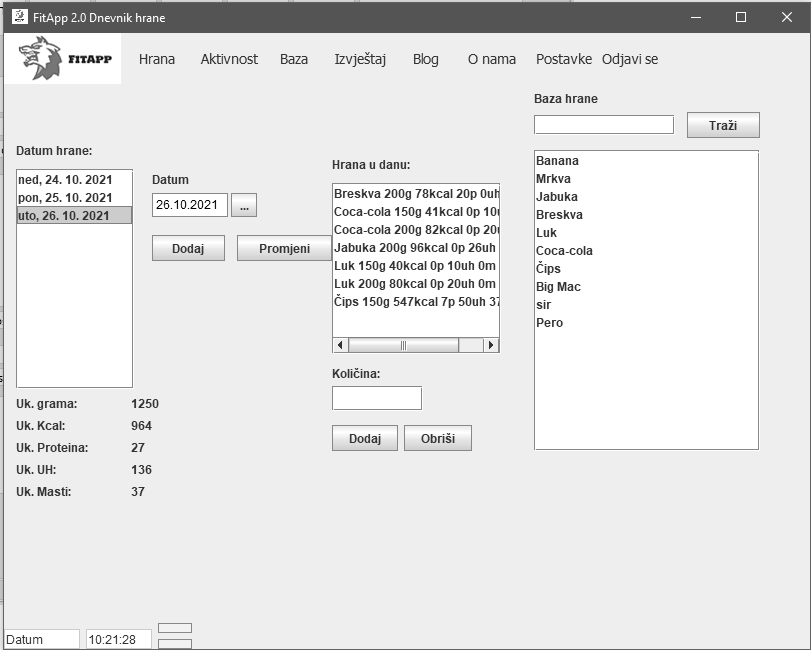 FitApp 2.0 Dnevnik hrane
FITAPP
Hrana Aktivnost Baza Izvještaj Blog O nama Postavke Odjavi se
Baza hrane
Traži
Datum hrane:
ned, 24. 10. 2021
pon, 25. 10. 2021
uto, 26. 10. 2021
Datum
26.10.2021 ...
Dodaj Promjeni
Hrana u danu:
Breskva 200g 78kcal 20p 0uh
Coca-cola 150g 41kcal 0p 10u
Coca-cola 200g 82kcal 0p 20u
Jabuka 200g 96kcal 0p 26uh
Luk 150g 40kcal 0p 10uh 0m
Luk 200g 80kcal 0p 20uh 0m
Čips 150g 547kcal 7p 50uh 37
Količina:
Dodaj Obriši
Banana
Mrkva
Jabuka
Breskva
Luk
Coca-cola
Čips
Big Mac
sir
Pero
Uk. grama: 1250
Uk. Kcal: 964
Uk. Proteina: 27
Uk. UH: 136
Uk. Masti: 37
Datum 10:21:28